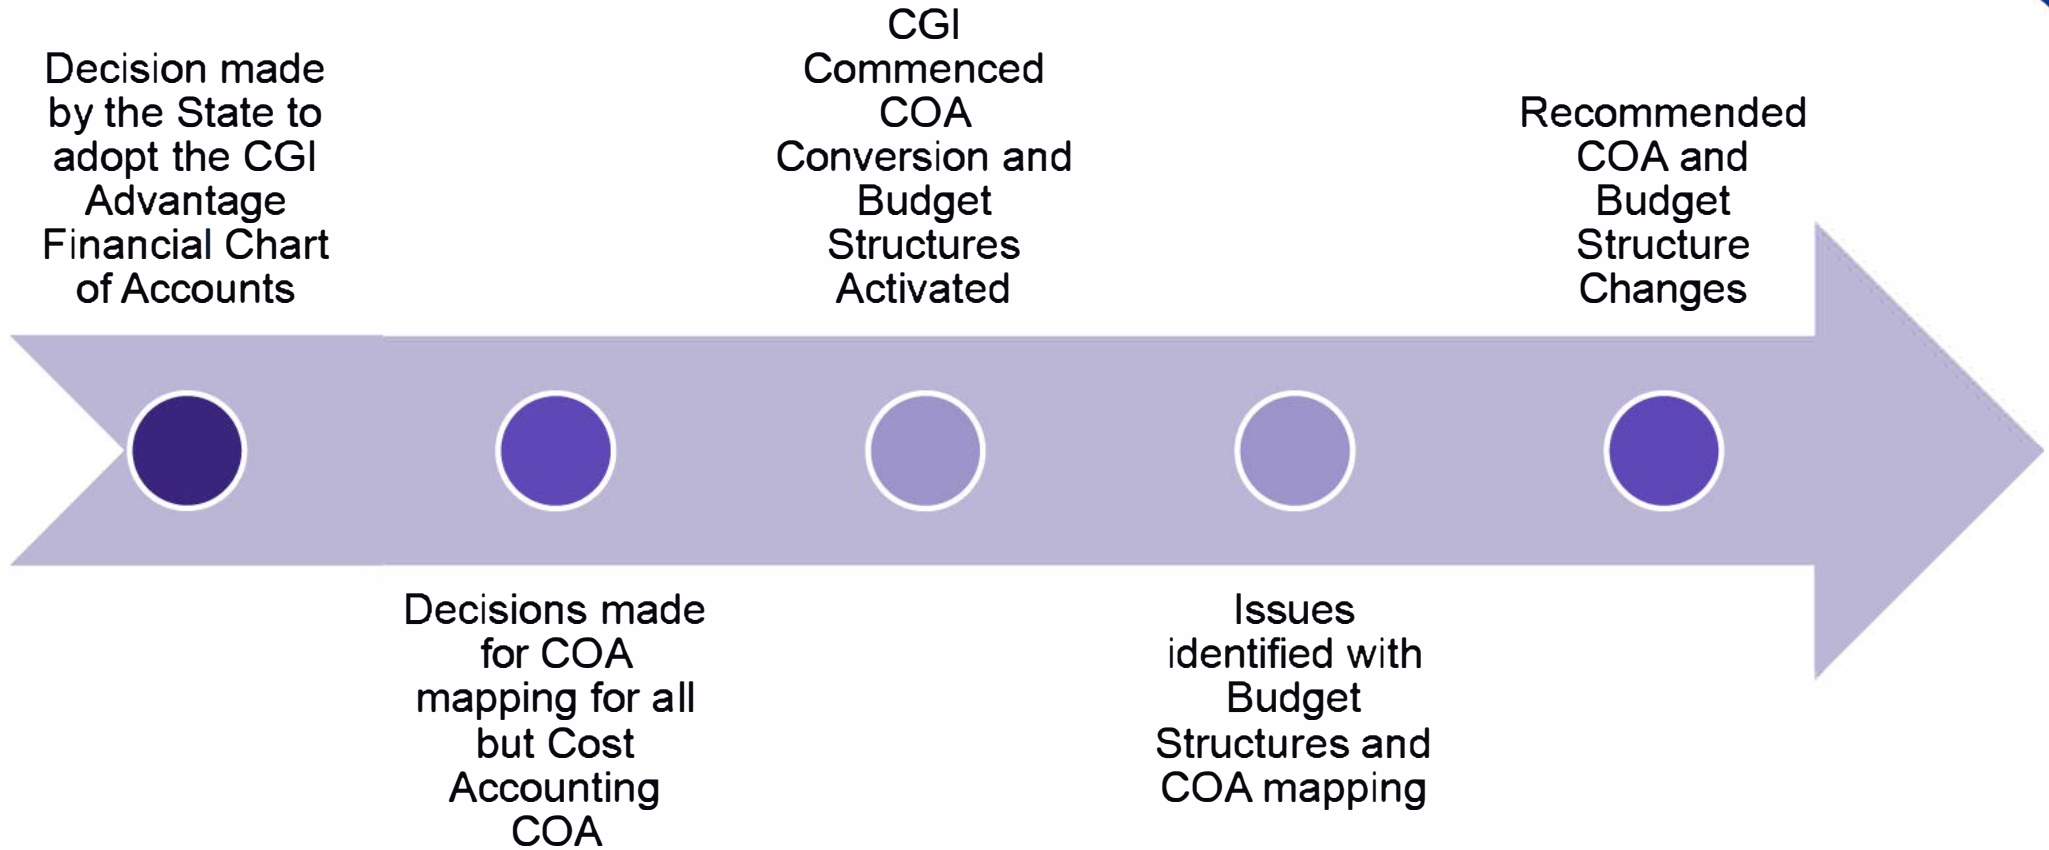 Decision made
by the State to
adopt the CGI
Advantage
Financial Chart
of Accounts
Decisions made
for COA
mapping for all
but Cost
Accounting
COA
CGI
Commenced
COA
Conversion and
Budget
Structures
Activated
Issues
identified with
Budget
Structures and
COA mapping
Recommended
COA and
Budget
Structure
Changes